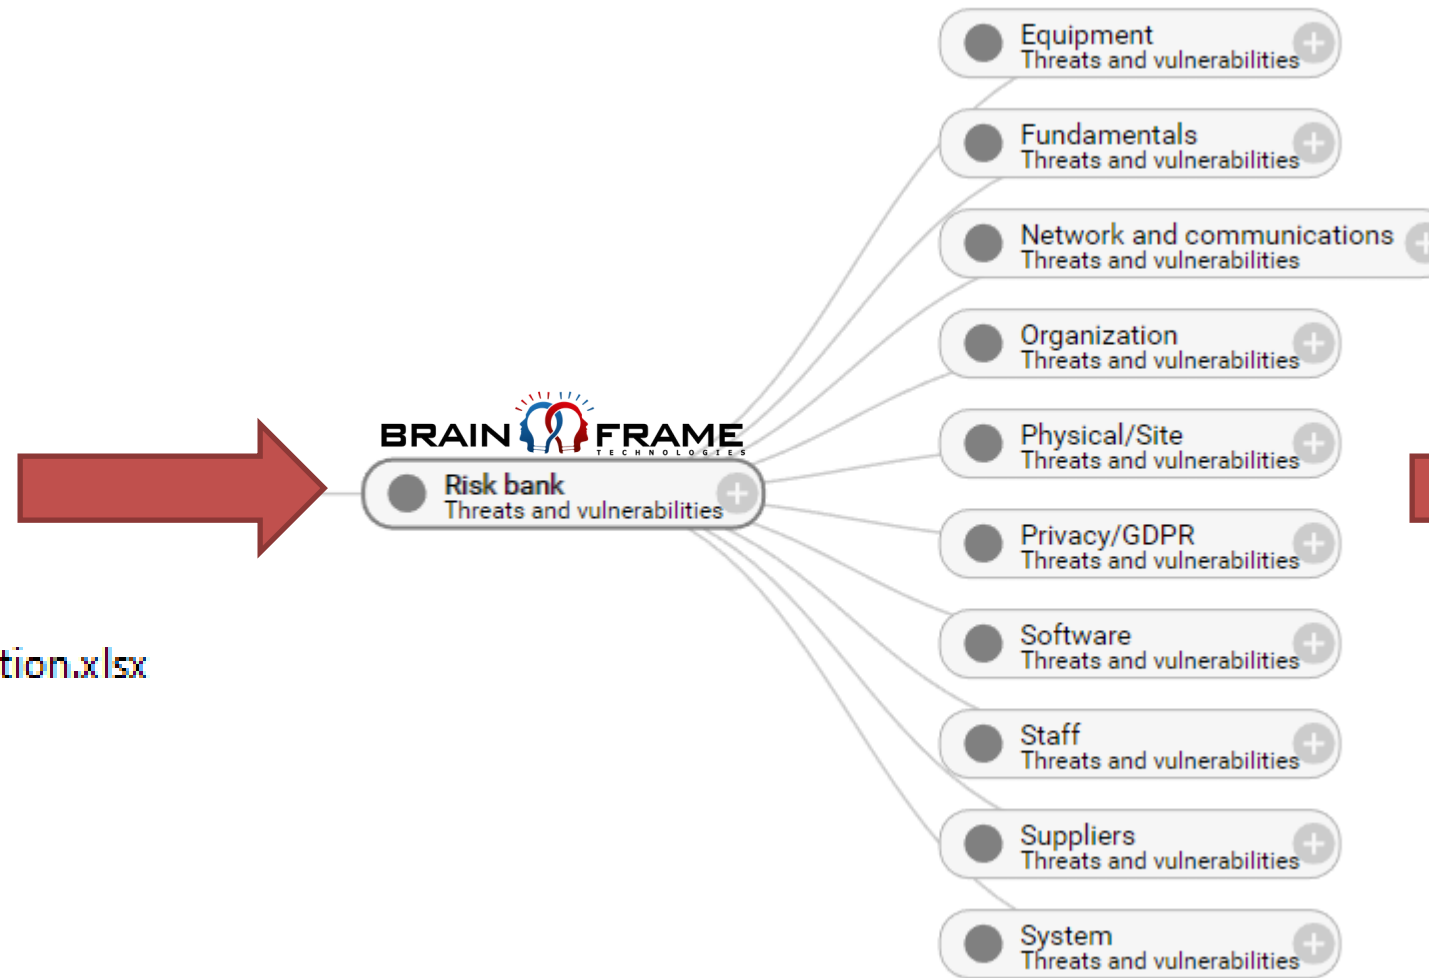 Equipment
Threats and vulnerabilities
Fundamentals
Threats and vulnerabilities
Network and communications
Threats and vulnerabilities
Organization
Threats and vulnerabilities
BRAIN FRAME
TECHNOLOGIES
Risk bank
Threats and vulnerabilities
Physical/Site
Threats and vulnerabilities
Privacy/GDPR
Threats and vulnerabilities
Software
Threats and vulnerabilities
tion.xlsx
Staff
Threats and vulnerabilities
Suppliers
Threats and vulnerabilities
System
Threats and vulnerabilities